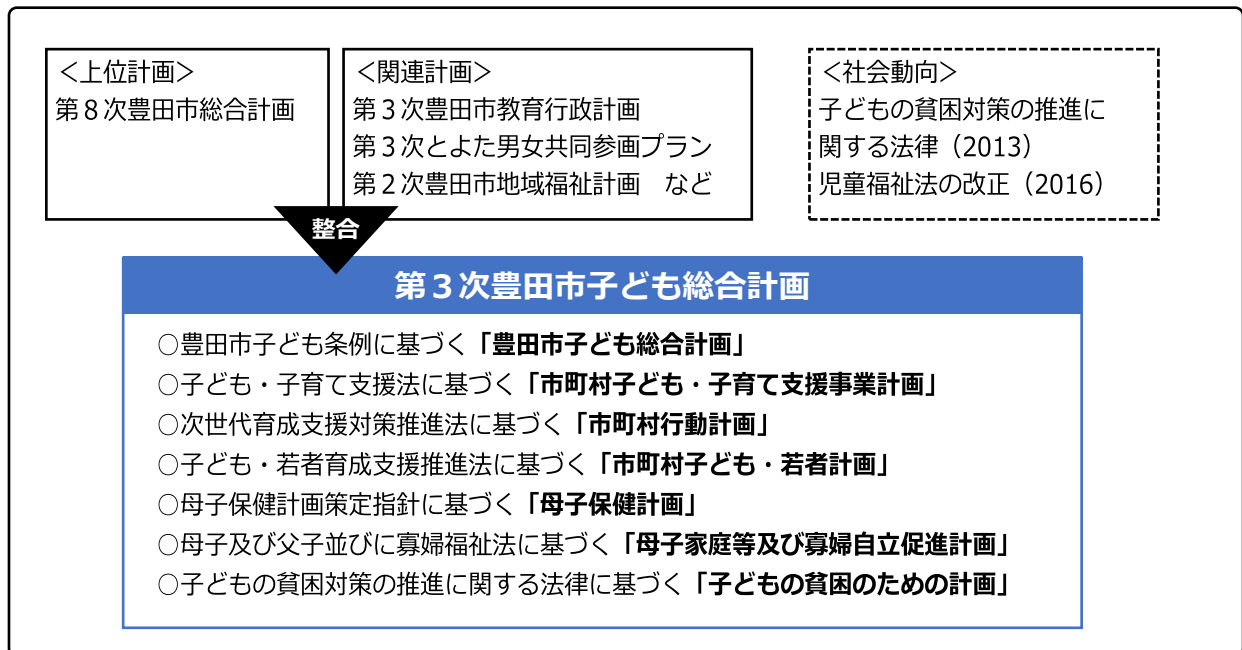 ＜上位計画＞
第８次豊田市総合計画
＜関連計画＞
第３次豊田市教育行政計画
第３次とよた男女共同参画プラン
第２次豊田市地域福祉計画　など
＜社会動向＞
子どもの貧困対策の推進に
関する法律（2013）
児童福祉法の改正（2016）
整合
第３次豊田市子ども総合計画
○豊田市子ども条例に基づく「豊田市子ども総合計画」
○子ども・子育て支援法に基づく「市町村子ども・子育て支援事業計画」
○次世代育成支援対策推進法に基づく「市町村行動計画」
○子ども・若者育成支援推進法に基づく「市町村子ども・若者計画」
○母子保健計画策定指針に基づく「母子保健計画」
○母子及び父子並びに寡婦福祉法に基づく「母子家庭等及び寡婦自立促進計画」
○子どもの貧困対策の推進に関する法律に基づく「子どもの貧困のための計画」